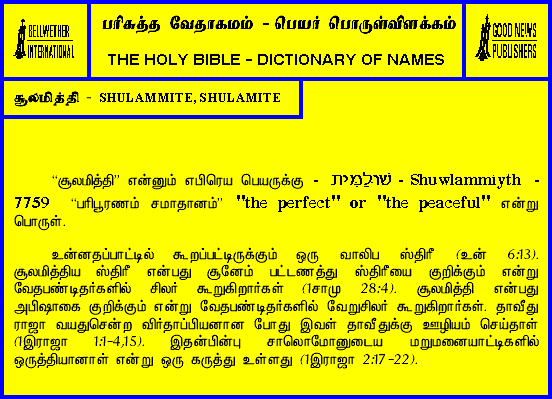 BELLWETHER
INTERNATIONAL
பரிசுத்த வேதாகமம் - பெயர் பொருள்விளக்கம்
THE HOLY BIBLE - DICTIONARY OF NAMES
GOOD NEWS
PUBLISHERS
சூலமித்தி - SHULAMMITE, SHULAMITE
“சூலமித்தி” என்னும் எபிரெய பெயருக்கு - שׁוּלַמִּית - Shuwlammiyth -
7759 “பரிபூரணம் சமாதானம்” "the perfect" or "the peaceful" என்று
பொருள்.
உன்னதப்பாட்டில் கூறப்பட்டிருக்கும் ஒரு வாலிப ஸ்திரீ (உன் 6:13).
சூலமித்திய ஸ்திரீ என்பது சூனேம் பட்டணத்து ஸ்திரீயை குறிக்கும் என்று
வேதபண்டிதர்களில் சிலர் கூறுகிறார்கள் (1சாமு 28:4). சூலமித்தி என்பது
அபிஷாகை குறிக்கும் என்று வேதபண்டிதர்களில் வேறுசிலர் கூறுகிறார்கள். தாவீது
ராஜா வயதுசென்ற விர்தாப்பியனான போது இவள் தாவீதுக்கு ஊழியம் செய்தாள்
(1இராஜா 1:1-4,15). இதன்பின்பு சாலொமோனுடைய மறுமனையாட்டிகளில்
ஒருத்தியானாள் என்று ஒரு கருத்து உள்ளது (1இராஜா 2:17-22).